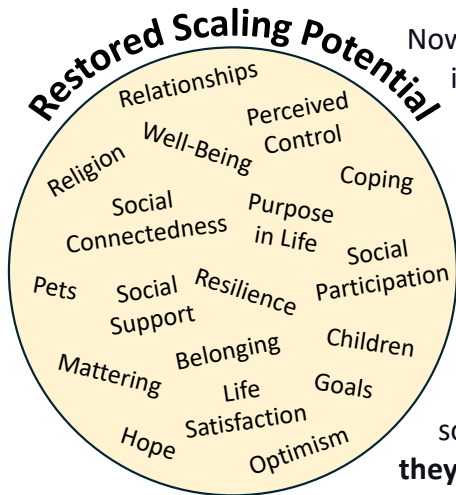 Restored Scaling Potential
Now
i
Relationships
Perceived
Control
Well-Being
Religion
Coping
Social
Connectedness
Purpose
in Life
Social
Participation
Pets
Social
Support
Resilience
Belonging
Children
Mattering
Life
Satisfaction
Goals
Hope
Optimism
sc
they